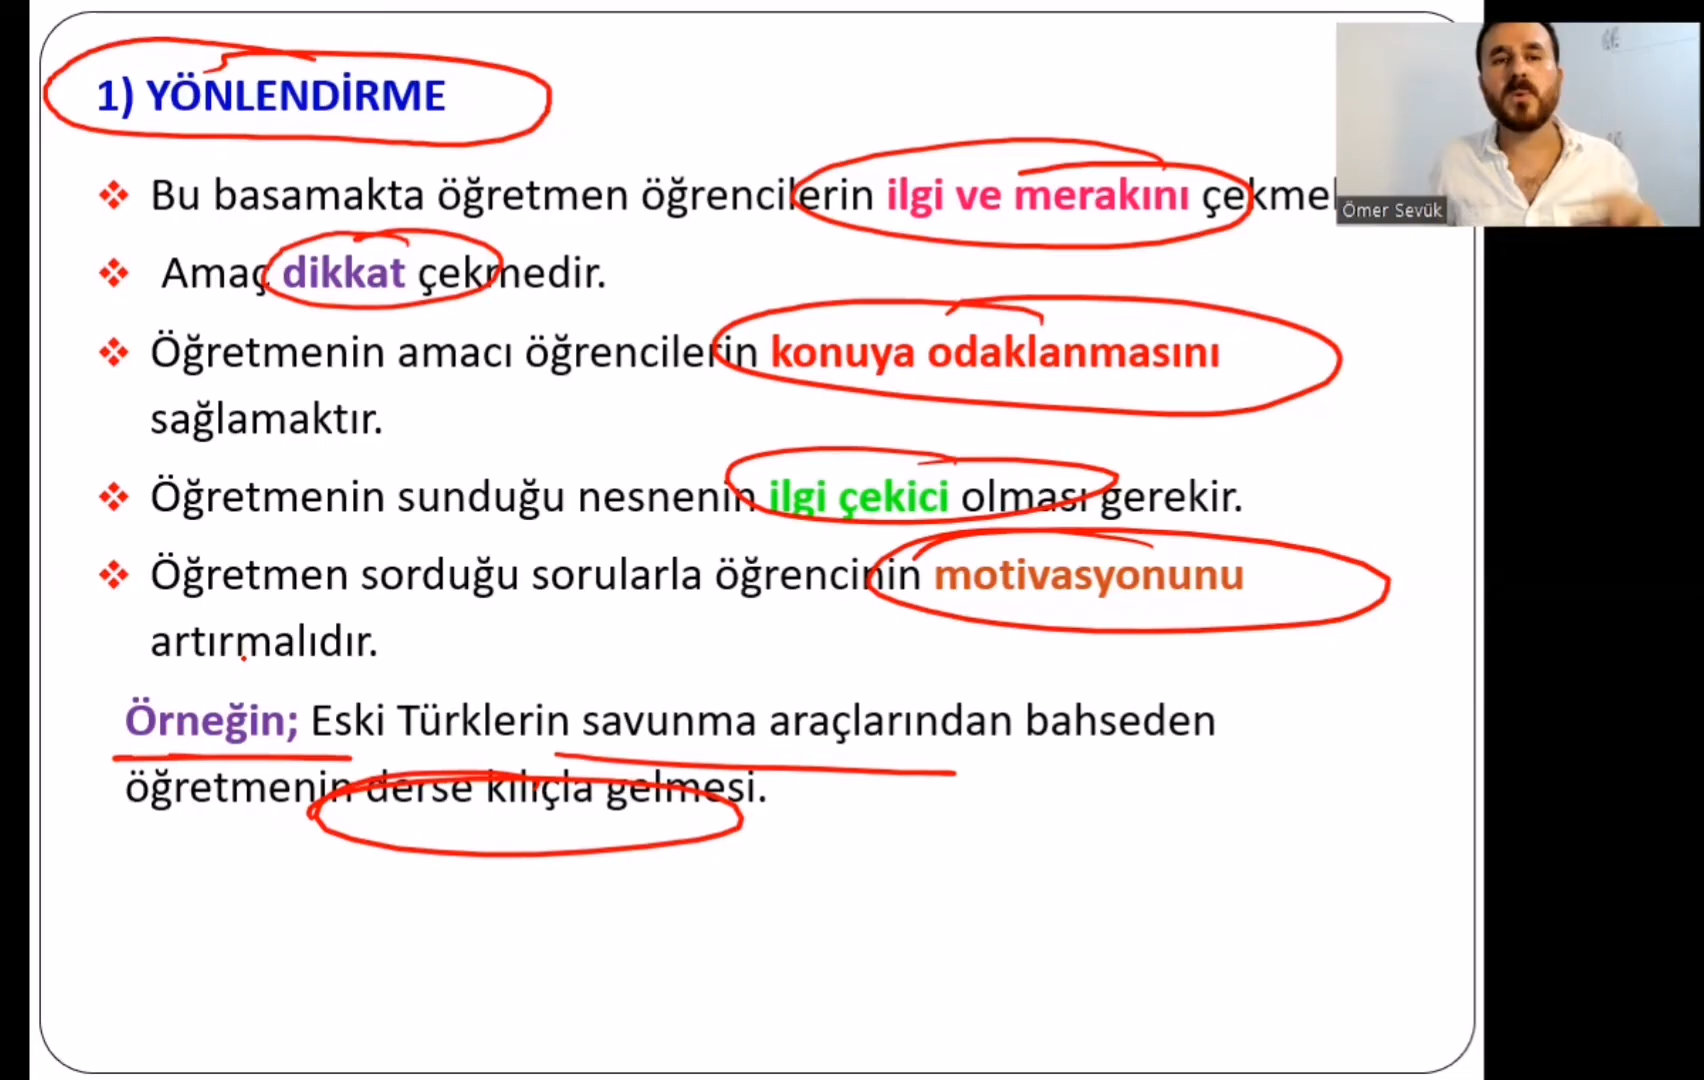 1) YÖNLENDİRME
Bu basamakta öğretmen öğrencilerin ilgi ve merakını
Ömer Sevük
Amaç dikkat çekmedir.
Öğretmenin amacı öğrencilerin konuya odaklanmasını
sağlamaktır.
Öğretmenin sunduğu nesnenin ilgi çekici olması gerekir.
Öğretmen sorduğu sorularla öğrencinin motivasyonunu
artırmalıdır.
Örneğin; Eski Türklerin savunma araçlarından bahseden
öğretmenin derse kılıçla gelmesi.